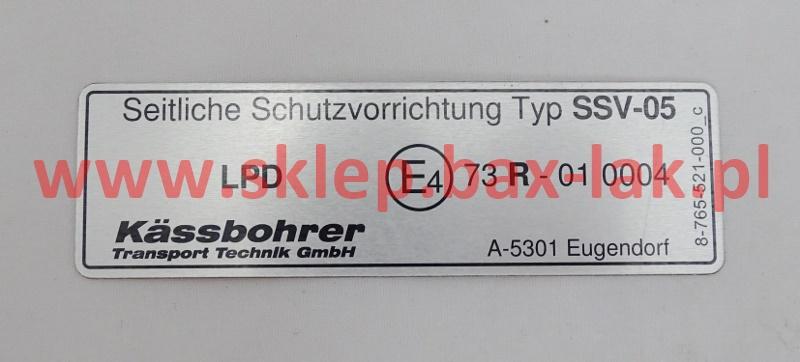 Seitliche Schutzvorrichtung Typ SSV-05
LPD E4 73 R - 01 0004
Kässbohrer
Transport Technik GmbH
A-5301 Eugendorf
8-765-521-000_c
www.sklep.bax-lak.pl